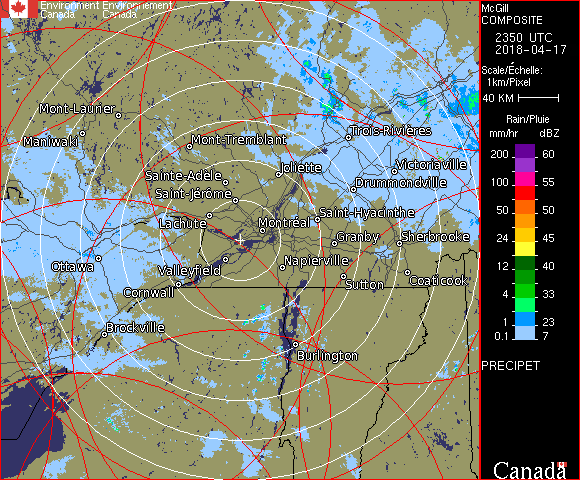 Environment Environnement
Canada Canada
McGill
COMPOSITE
2350 UTC
2018-04-17
Scale/Échelle:
1km/Pixel
40 KM
Rain/Pluie
mm/hr dBZ
200 60
100 55
50 50
24 45
12 40
4 33
1 23
0.1 7
PRECIPET
Canada
Mont-Laurier
Maniwaki
Mont-Tremblant
Trois-Rivières
Joliette
Victoriaville
Sainte-Adèle
Drummondville
Saint-Jérôme
Lachute
Saint-Hyacinthe
Montréal
Granby
Sherbrooke
Ottawa
Valleyfield
Napierville
Cornwall
Sutton
Coaticook
Brockville
Burlington